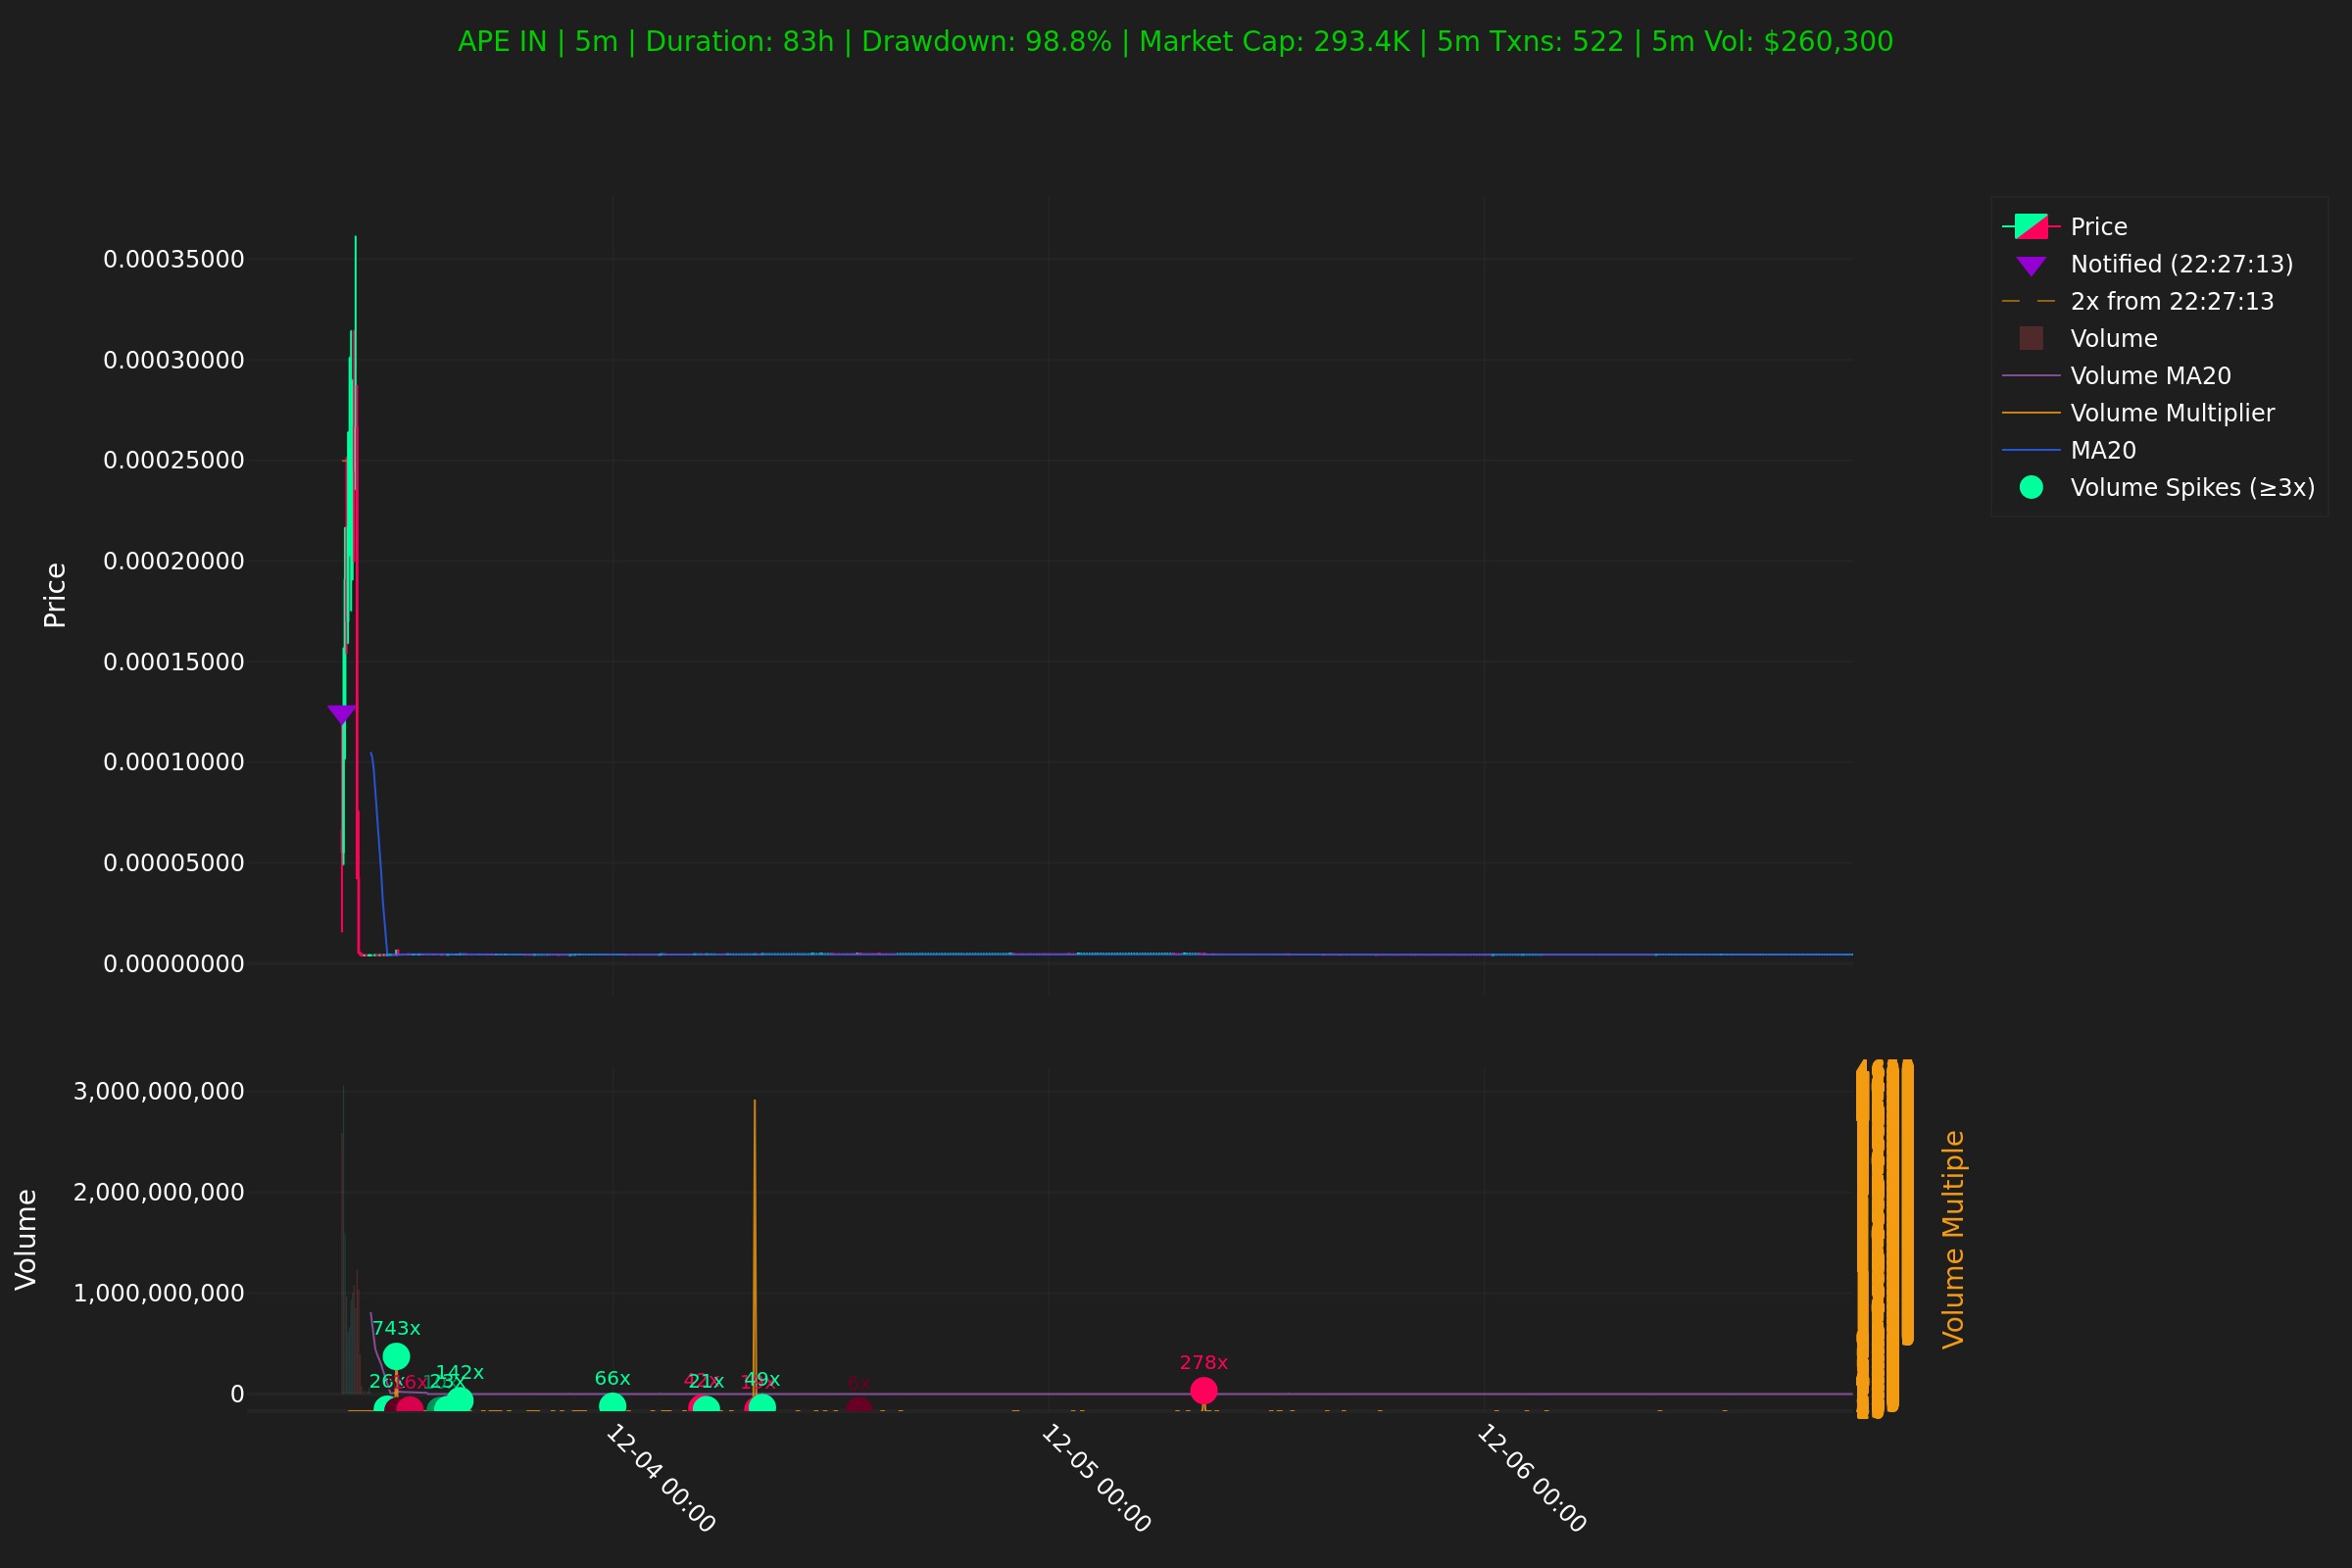 APE IN | 5m | Duration: 83h | Drawdown: 98.8% | Market Cap: 293.4K | 5m Txns: 522 | 5m Vol: $260,300
Price
0.00035000
0.00030000
0.00025000
0.00020000
0.00015000
0.00010000
0.00005000
0.00000000
Price
Notified (22:27:13)
2x from 22:27:13
Volume
Volume MA20
Volume Multiplier
MA20
Volume Spikes (≥3x)
Volume
3,000,000,000
2,000,000,000
1,000,000,000
0
743x
26x
23x
142x
66x
21x
49x
6x
278x
Volume Multiple
12-04 00:00
12-05 00:00
12-06 00:00